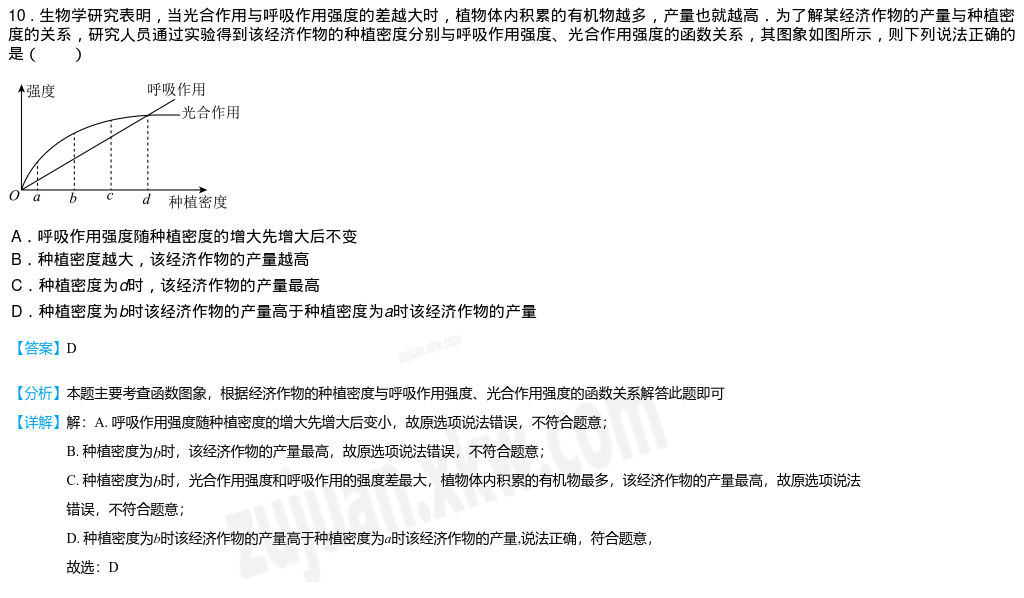 10．生物学研究表明，当光合作用与呼吸作用强度的差越大时，植物体内积累的有机物越多，产量也就越高．为了解某经济作物的产量与种植密
度的关系，研究人员通过实验得到该经济作物的种植密度分别与呼吸作用强度、光合作用强度的函数关系，其图象如图所示，则下列说法正确的
是（　　）
强度
呼吸作用
光合作用
O a b c d 种植密度
A．呼吸作用强度随种植密度的增大先增大后不变
B．种植密度越大，该经济作物的产量越高
C．种植密度为d时，该经济作物的产量最高
D．种植密度为b时该经济作物的产量高于种植密度为a时该经济作物的产量
【答案】D
zujuan.xkw.com
【分析】本题主要考查函数图象，根据经济作物的种植密度与呼吸作用强度、光合作用强度的函数关系解答此题即可
【详解】解：A. 呼吸作用强度随种植密度的增大先增大后变小，故原选项说法错误，不符合题意；
B. 种植密度为b时，该经济作物的产量最高，故原选项说法错误，不符合题意；
C. 种植密度为b时，光合作用强度和呼吸作用的强度差最大，植物体内积累的有机物最多，该经济作物的产量最高，故原选项说法
错误，不符合题意；
D. 种植密度为b时该经济作物的产量高于种植密度为a时该经济作物的产量,说法正确，符合题意，
故选：D
zujuan.xkw.com